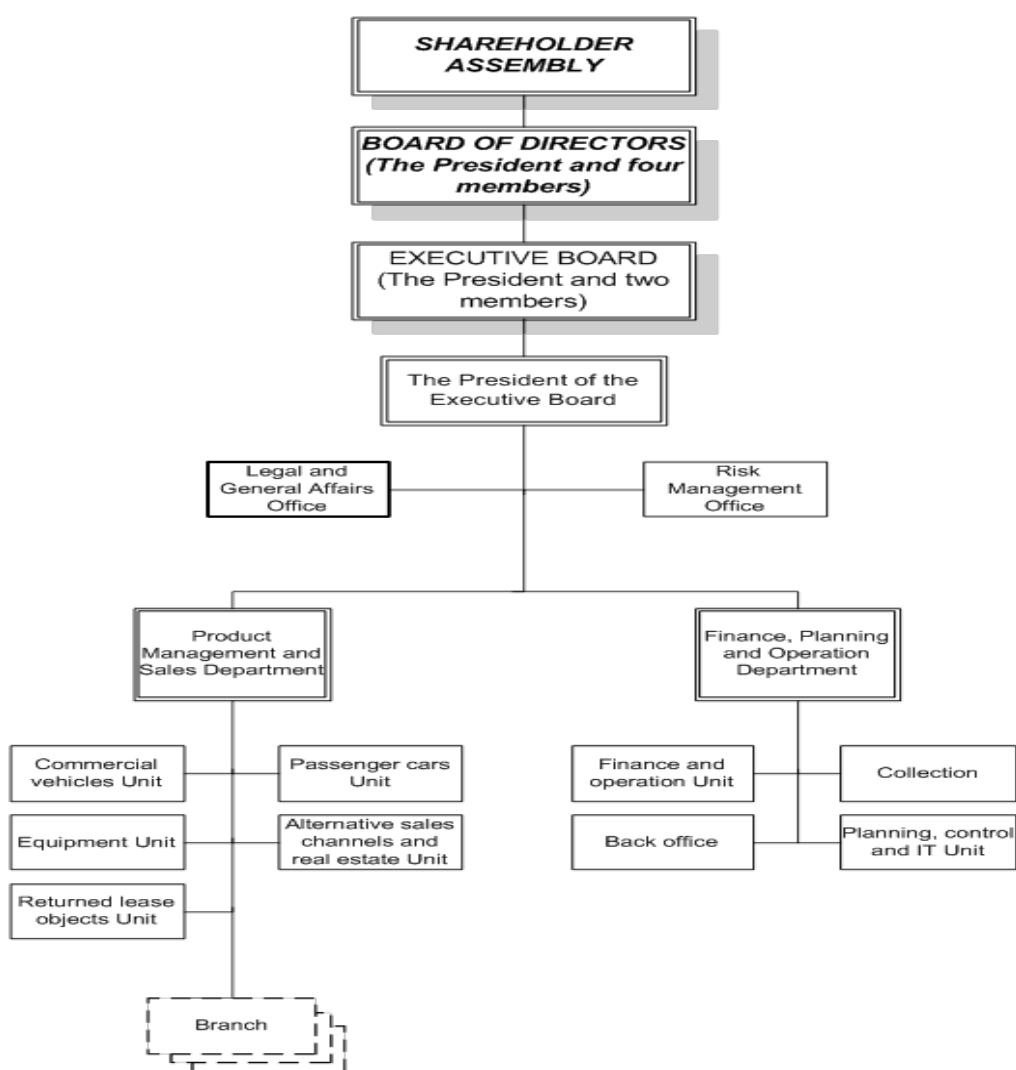 SHAREHOLDER
ASSEMBLY
BOARD OF DIRECTORS
(The President and four
members)
EXECUTIVE BOARD
(The President and two
members)
The President of the
Executive Board
Legal and
General Affairs
Office
Risk
Management
Office
Product
Management and
Sales Department
Finance, Planning
and Operation
Department
Commercial
vehicles Unit
Passenger cars
Unit
Finance and
operation Unit
Collection
Equipment Unit
Alternative sales
channels and
real estate Unit
Back office
Planning, control
and IT Unit
Returned lease
objects Unit
Branch